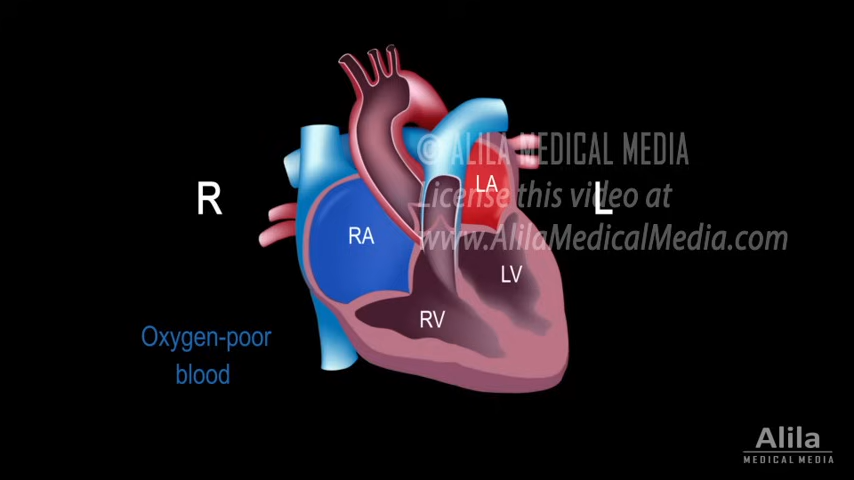 © ALILA MEDICAL MEDIA
License this video at
www.AlilaMedicalMedia.com
R
L
LA
RA
LV
RV
Oxygen-poor
blood
Alila
MEDICAL MEDIA